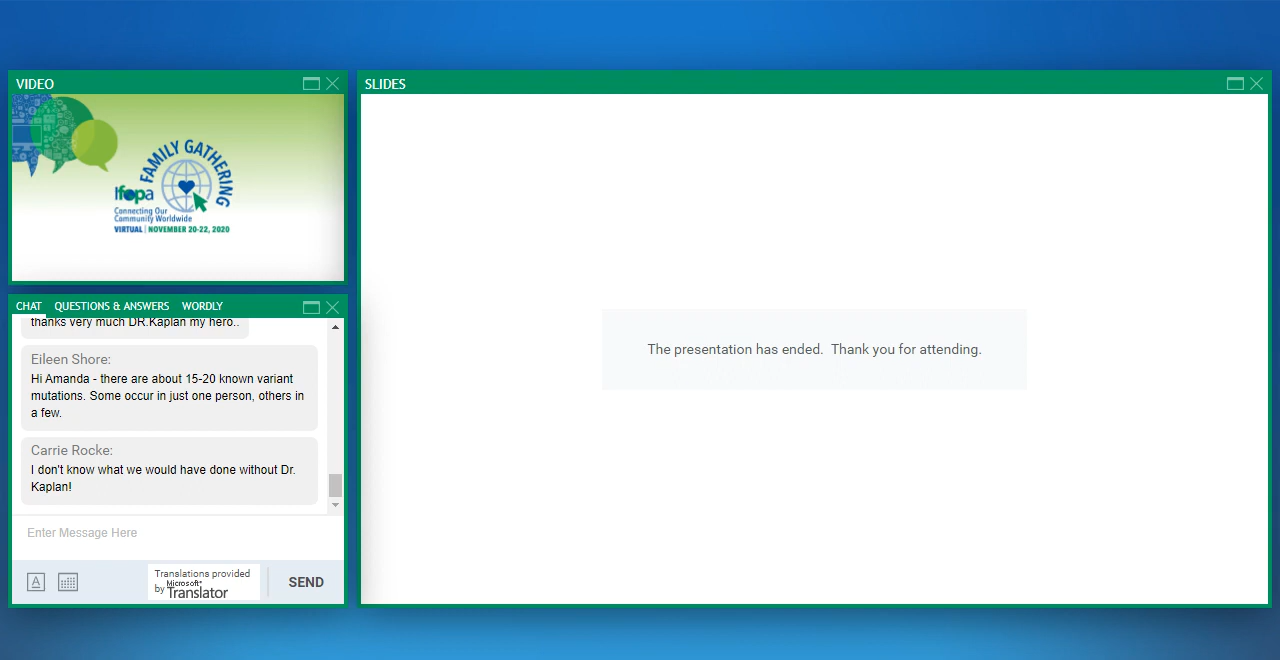 VIDEO
FAMILY GATHERING
Ifopa
Connecting Our
Community Worldwide
VIRTUAL | NOVEMBER 20-22, 2020
CHAT QUESTIONS & ANSWERS WORDLY
thanks very much DR.Kaplan my hero..
Eileen Shore:
Hi Amanda - there are about 15-20 known variant
mutations. Some occur in just one person, others in
a few.
Carrie Rocke:
I don't know what we would have done without Dr.
Kaplan!
Enter Message Here
A
Translations provided
by Microsoft®
Translator
SEND
SLIDES
The presentation has ended.  Thank you for attending.